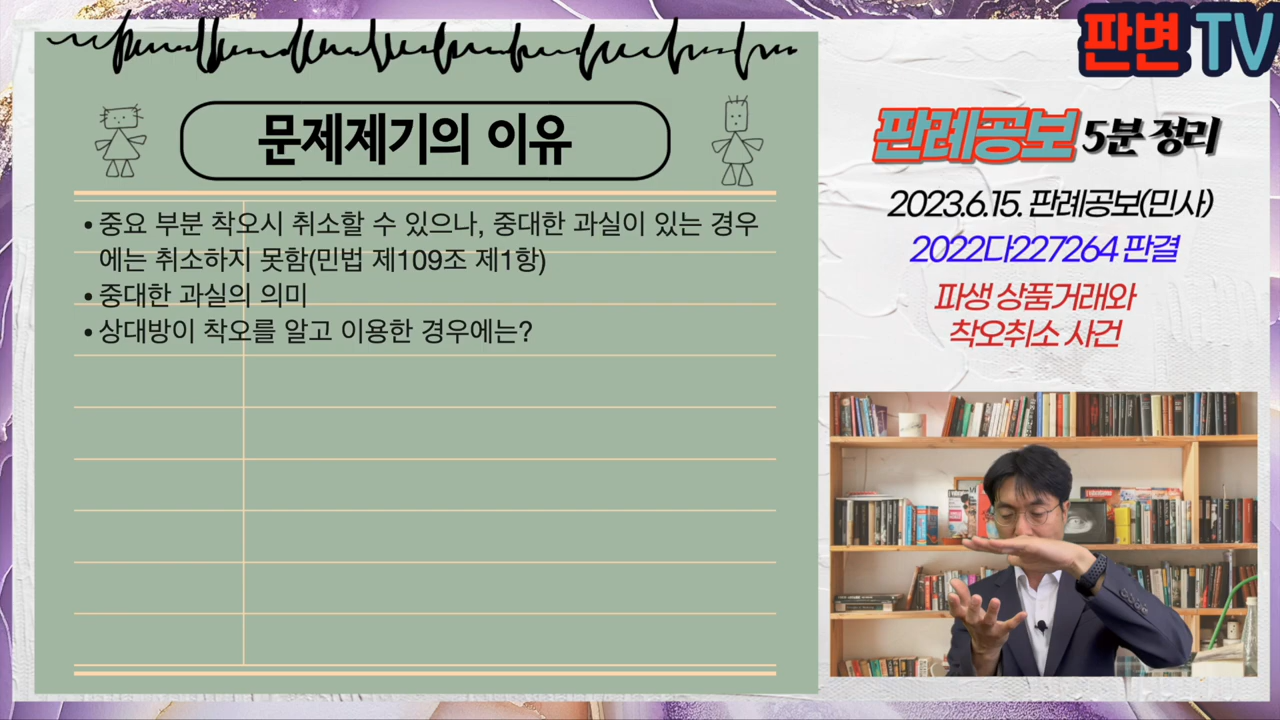 판변 TV
문제제기의 이유
• 중요 부분 착오시 취소할 수 있으나, 중대한 과실이 있는 경우
에는 취소하지 못함(민법 제109조 제1항)
• 중대한 과실의 의미
• 상대방이 착오를 알고 이용한 경우에는?
판례공보 5분 정리
2023.6.15. 판례공보(민사)
2022다227264 판결
파생 상품거래와
착오취소 사건